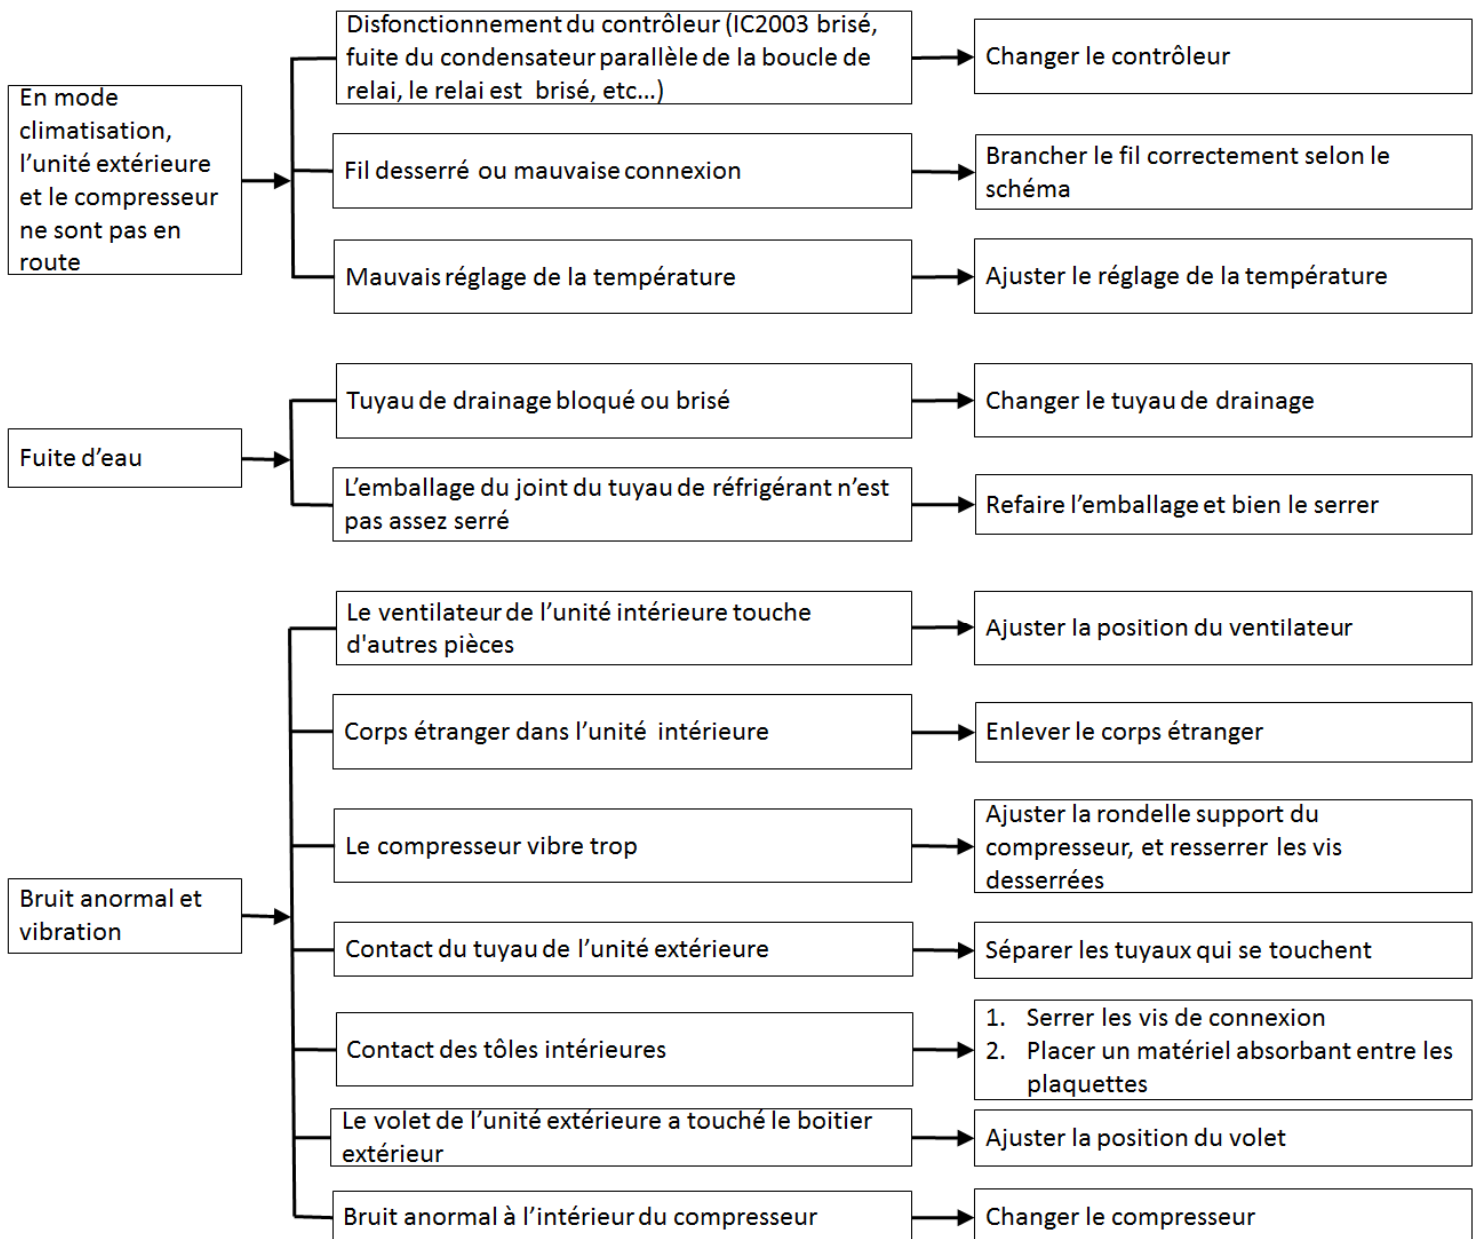 En mode
climatisation,
l’unité extérieure
et le compresseur
ne sont pas en
route
Disfonctionnement du contrôleur (IC2003 brisé,
fuite du condensateur parallèle de la boucle de
relai, le relai est brisé, etc...)
Changer le contrôleur
Fil desserré ou mauvaise connexion
Brancher le fil correctement selon le
schéma
Mauvais réglage de la température
Ajuster le réglage de la température
Fuite d’eau
Tuyau de drainage bloqué ou brisé
Changer le tuyau de drainage
L’emballage du joint du tuyau de réfrigérant n’est
pas assez serré
Refaire l’emballage et bien le serrer
Bruit anormal et
vibration
Le ventilateur de l’unité intérieure touche
d'autres pièces
Ajuster la position du ventilateur
Corps étranger dans l’unité intérieure
Enlever le corps étranger
Le compresseur vibre trop
Ajuster la rondelle support du
compresseur, et resserrer les vis
desserrées
Contact du tuyau de l’unité extérieure
Séparer les tuyaux qui se touchent
Contact des tôles intérieures
1. Serrer les vis de connexion
2. Placer un matériel absorbant entre les
plaquettes
Le volet de l’unité extérieure a touché le boitier
extérieur
Ajuster la position du volet
Bruit anormal à l’intérieur du compresseur
Changer le compresseur